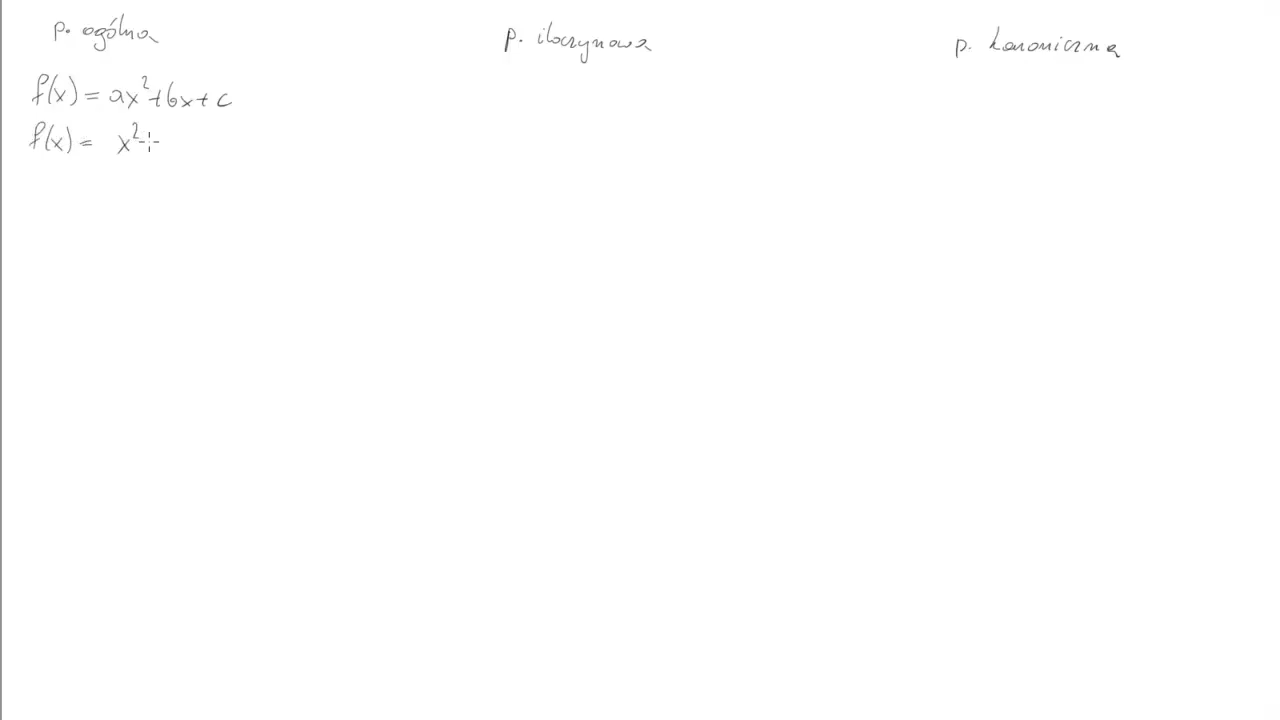 p. ogólna
p. iloczynowa
p. kanoniczna
f(x) = ax²+bx+c
f(x) = x²+